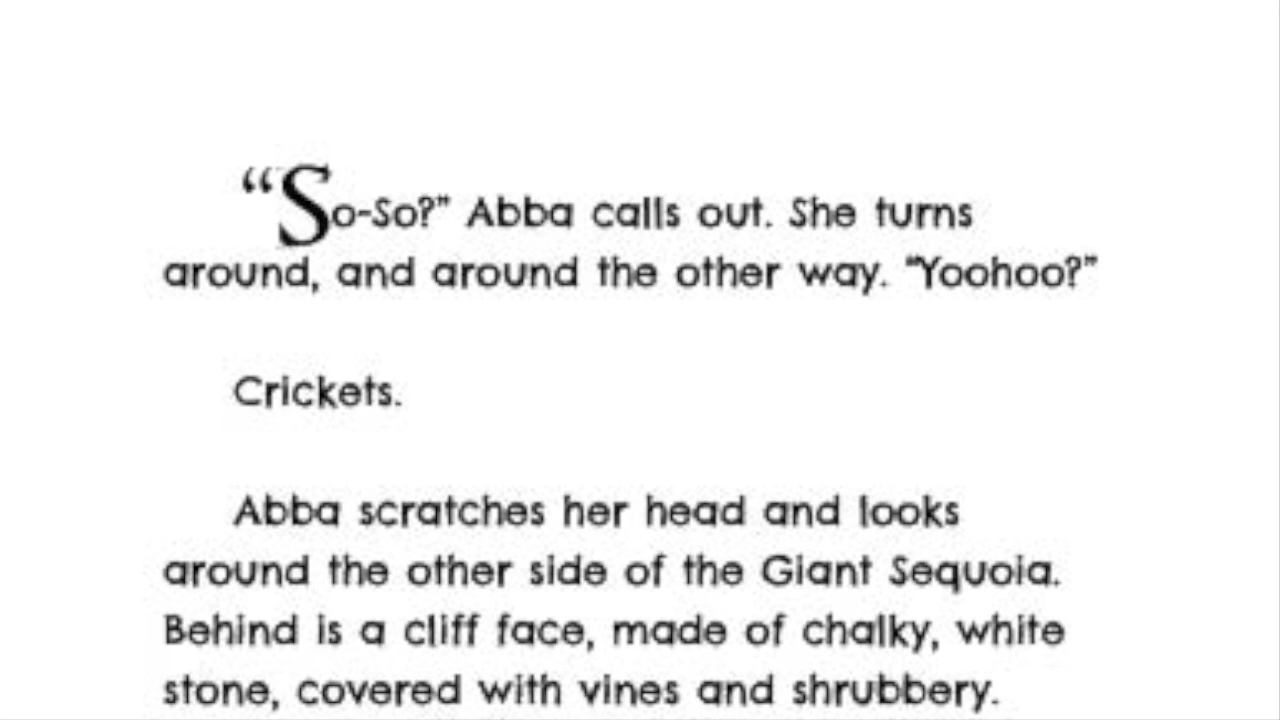 “So-So?” Abba calls out. She turns
around, and around the other way. “Yoohoo?”
Crickets.
Abba scratches her head and looks
around the other side of the Giant Sequoia.
Behind is a cliff face, made of chalky, white
stone, covered with vines and shrubbery.